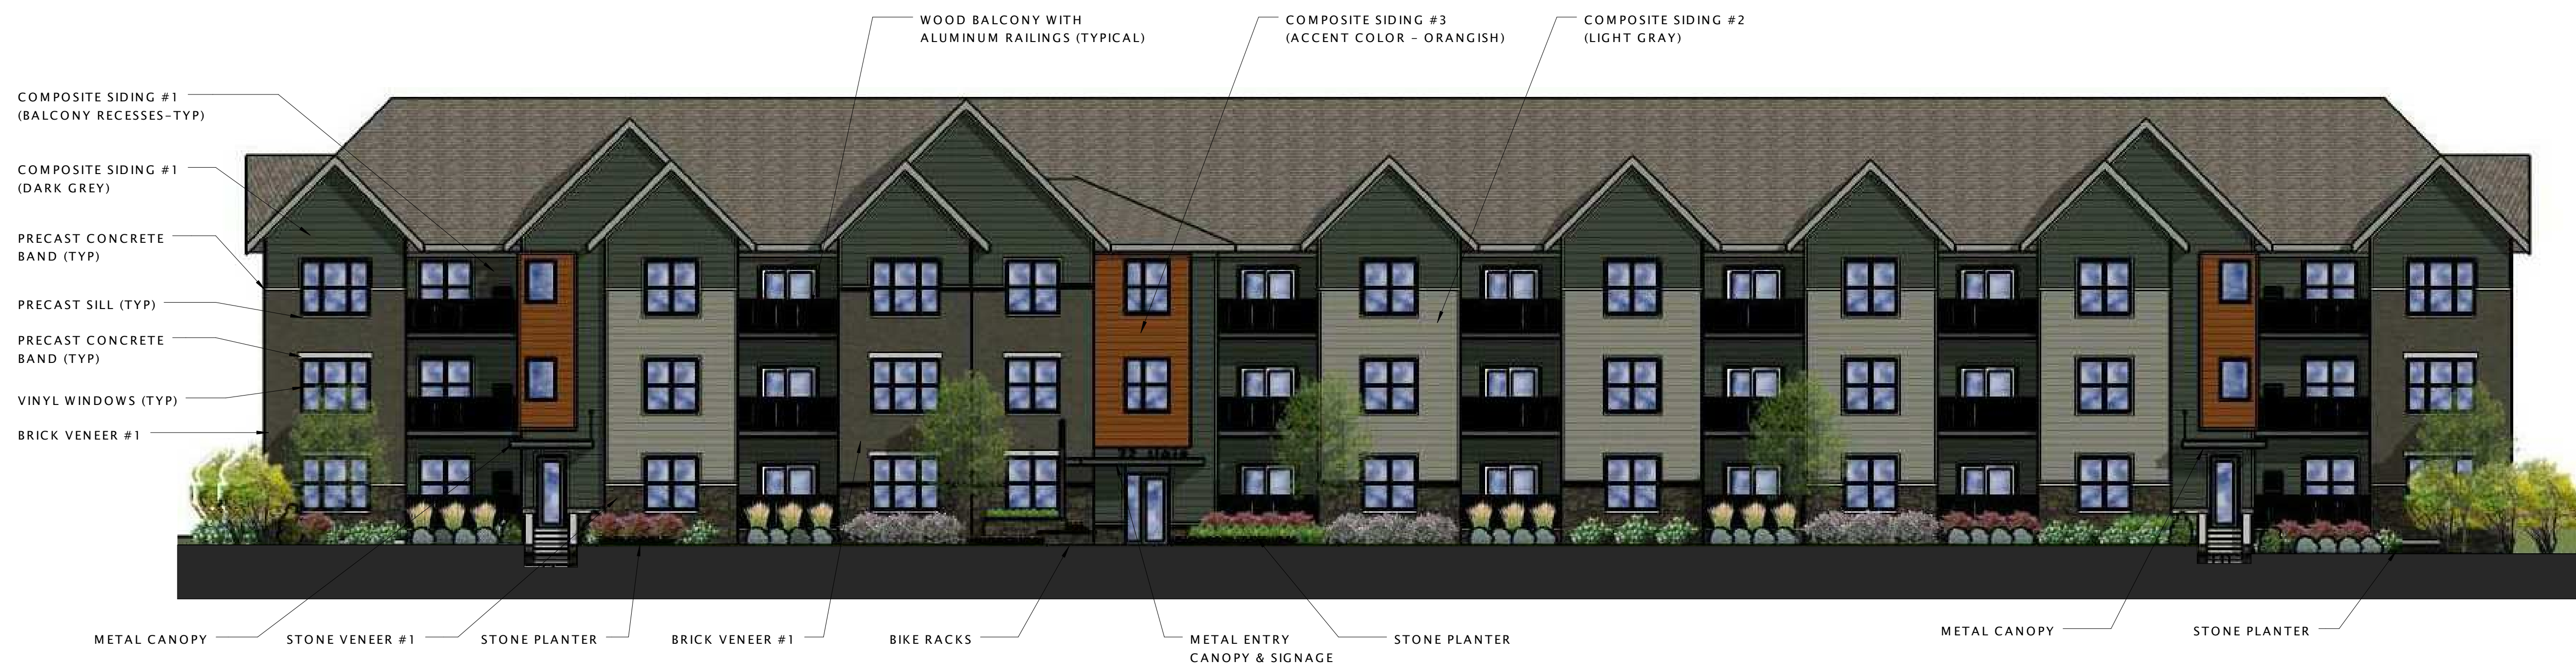 WOOD BALCONY WITH
ALUMINUM RAILINGS (TYPICAL)
COMPOSITE SIDING #3
(ACCENT COLOR - ORANGISH)
COMPOSITE SIDING #2
(LIGHT GRAY)
COMPOSITE SIDING #1
(BALCONY RECESSES-TYP)
COMPOSITE SIDING #1
(DARK GREY)
PRECAST CONCRETE
BAND (TYP)
PRECAST SILL (TYP)
PRECAST CONCRETE
BAND (TYP)
VINYL WINDOWS (TYP)
BRICK VENEER #1
METAL CANOPY
STONE VENEER #1
STONE PLANTER
BRICK VENEER #1
BIKE RACKS
METAL ENTRY
CANOPY & SIGNAGE
STONE PLANTER
METAL CANOPY
STONE PLANTER